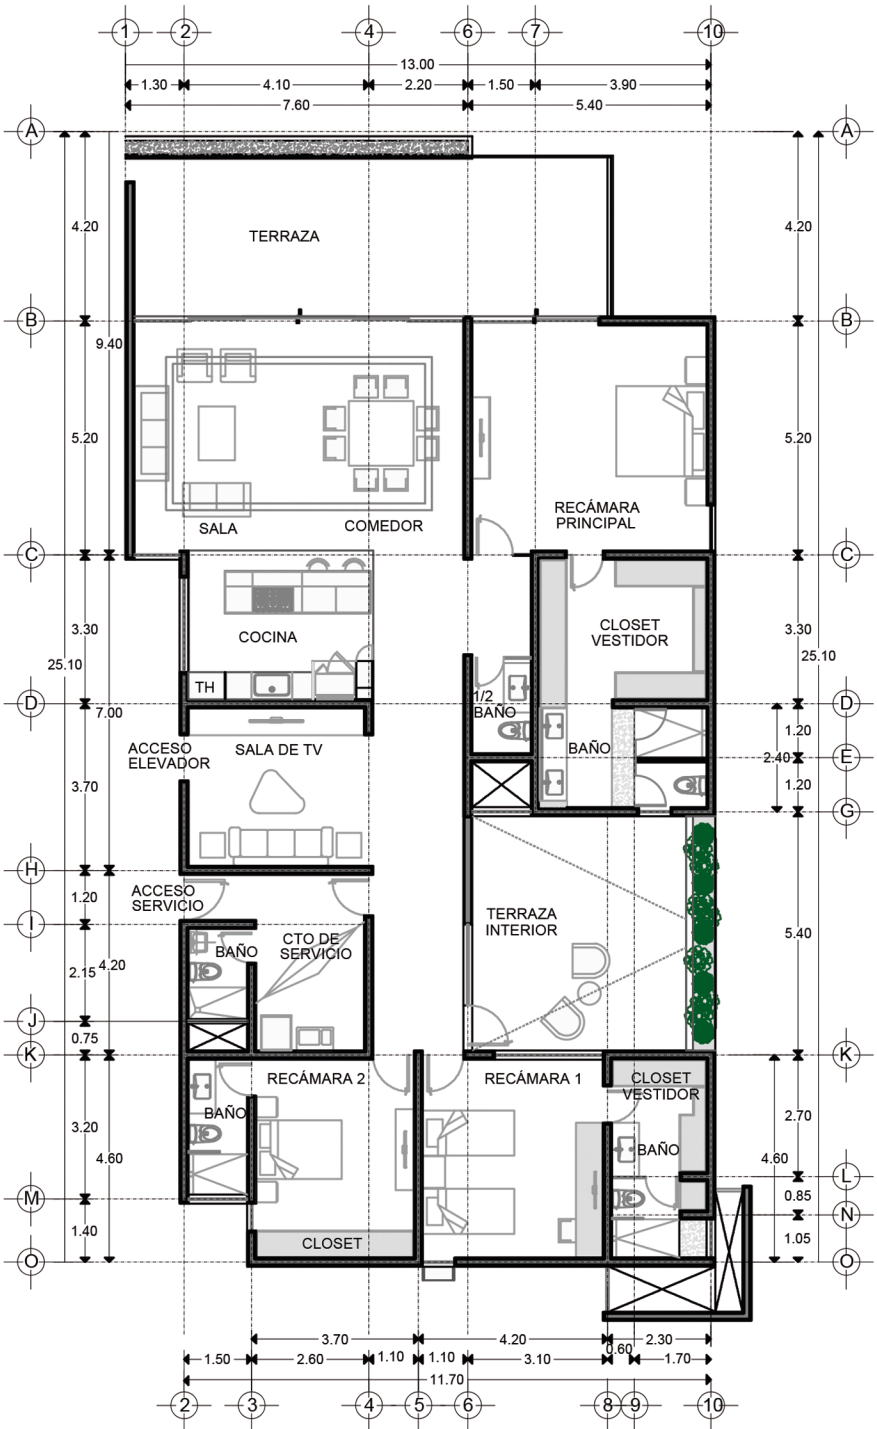 1 2 4 6 7 10
13.00
1.30 4.10 2.20 1.50 3.90
7.60 5.40
A A
4.20 4.20
TERRAZA
B B
9.40
5.20 5.20
RECÁMARA
PRINCIPAL
SALA COMEDOR
C C
3.30 3.30
CLOSET
VESTIDOR
COCINA
25.10 25.10
TH
1/2
BAÑO
D D
7.00
1.20
ACCESO
ELEVADOR
SALA DE TV
BAÑO
2.40
E
3.70
1.20
G
H
1.20
ACCESO
SERVICIO
TERRAZA
INTERIOR
I
CTO DE
SERVICIO
BAÑO
5.40
2.15 4.20
J
0.75
K K
RECÁMARA 2 RECÁMARA 1 CLOSET
VESTIDOR
BAÑO
2.70
3.20
BAÑO
4.60 4.60
L
M
0.85
N
1.40
CLOSET
1.05
O O
3.70 4.20 2.30
0.60
1.50 2.60 1.10 1.10 3.10 1.70
11.70
2 3 4 5 6 8 9 10